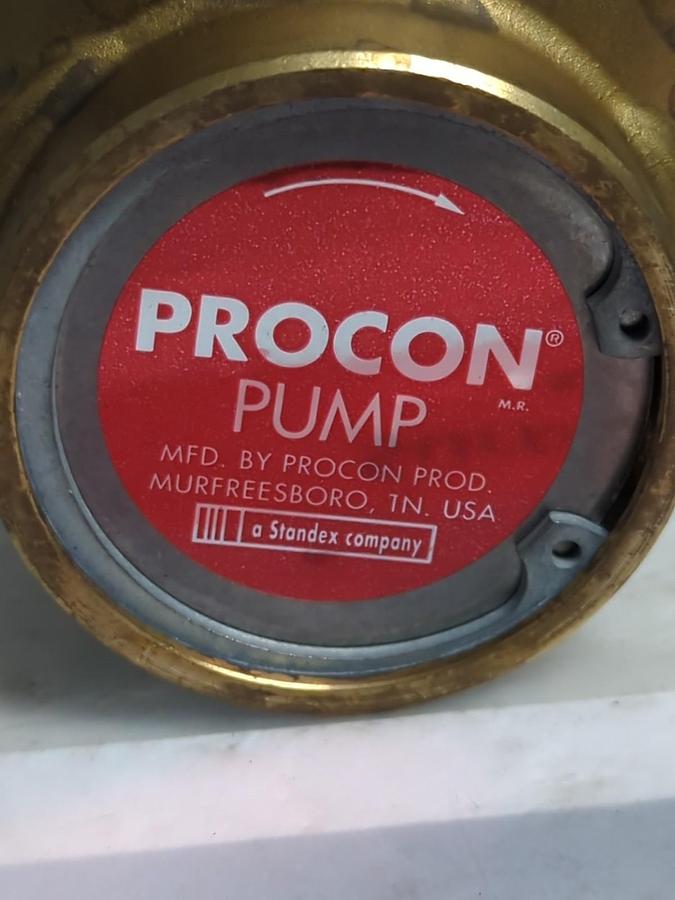 PROCON®
M.R.
PUMP
MFD. BY PROCON PROD.
MURFREESBORO, TN. USA
a Standex company